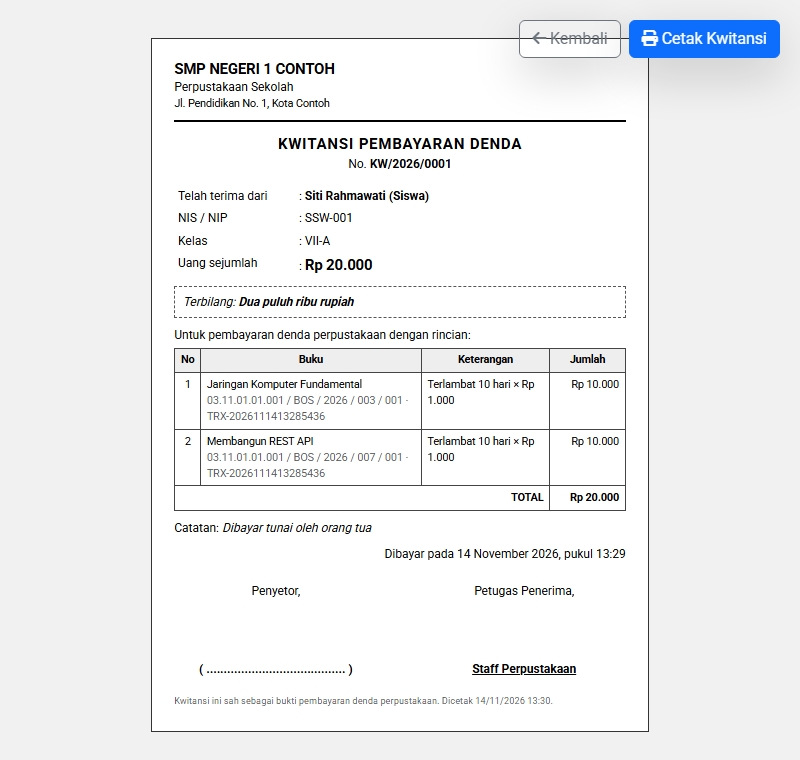 Kembali
Cetak Kwitansi
SMP NEGERI 1 CONTOH
Perpustakaan Sekolah
Jl. Pendidikan No. 1, Kota Contoh
KWITANSI PEMBAYARAN DENDA
No. KW/2026/0001
Telah terima dari : Siti Rahmawati (Siswa)
NIS / NIP : SSW-001
Kelas : VII-A
Uang sejumlah : Rp 20.000
Terbilang: Dua puluh ribu rupiah
Untuk pembayaran denda perpustakaan dengan rincian:
No Buku Keterangan Jumlah
1 Jaringan Komputer Fundamental Terlambat 10 hari × Rp Rp 10.000
03.11.01.01.001 / BOS / 2026 / 003 / 001 · 1.000
TRX-2026111413285436
2 Membangun REST API Terlambat 10 hari × Rp Rp 10.000
03.11.01.01.001 / BOS / 2026 / 007 / 001 · 1.000
TRX-2026111413285436
TOTAL Rp 20.000
Catatan: Dibayar tunai oleh orang tua
Dibayar pada 14 November 2026, pukul 13:29
Penyetor, Petugas Penerima,
( ........................................ ) Staff Perpustakaan
Kwitansi ini sah sebagai bukti pembayaran denda perpustakaan. Dicetak 14/11/2026 13:30.